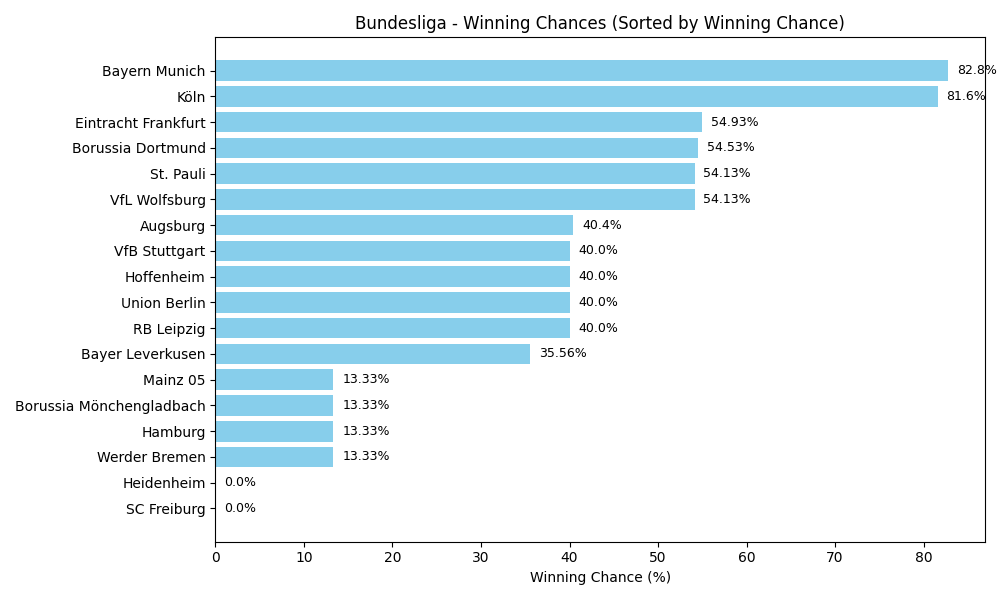 Bundesliga - Winning Chances (Sorted by Winning Chance)
Bayern Munich 82.8%
Köln 81.6%
Eintracht Frankfurt 54.93%
Borussia Dortmund 54.53%
St. Pauli 54.13%
VfL Wolfsburg 54.13%
Augsburg 40.4%
VfB Stuttgart 40.0%
Hoffenheim 40.0%
Union Berlin 40.0%
RB Leipzig 40.0%
Bayer Leverkusen 35.56%
Mainz 05 13.33%
Borussia Mönchengladbach 13.33%
Hamburg 13.33%
Werder Bremen 13.33%
Heidenheim 0.0%
SC Freiburg 0.0%
0 10 20 30 40 50 60 70 80
Winning Chance (%)